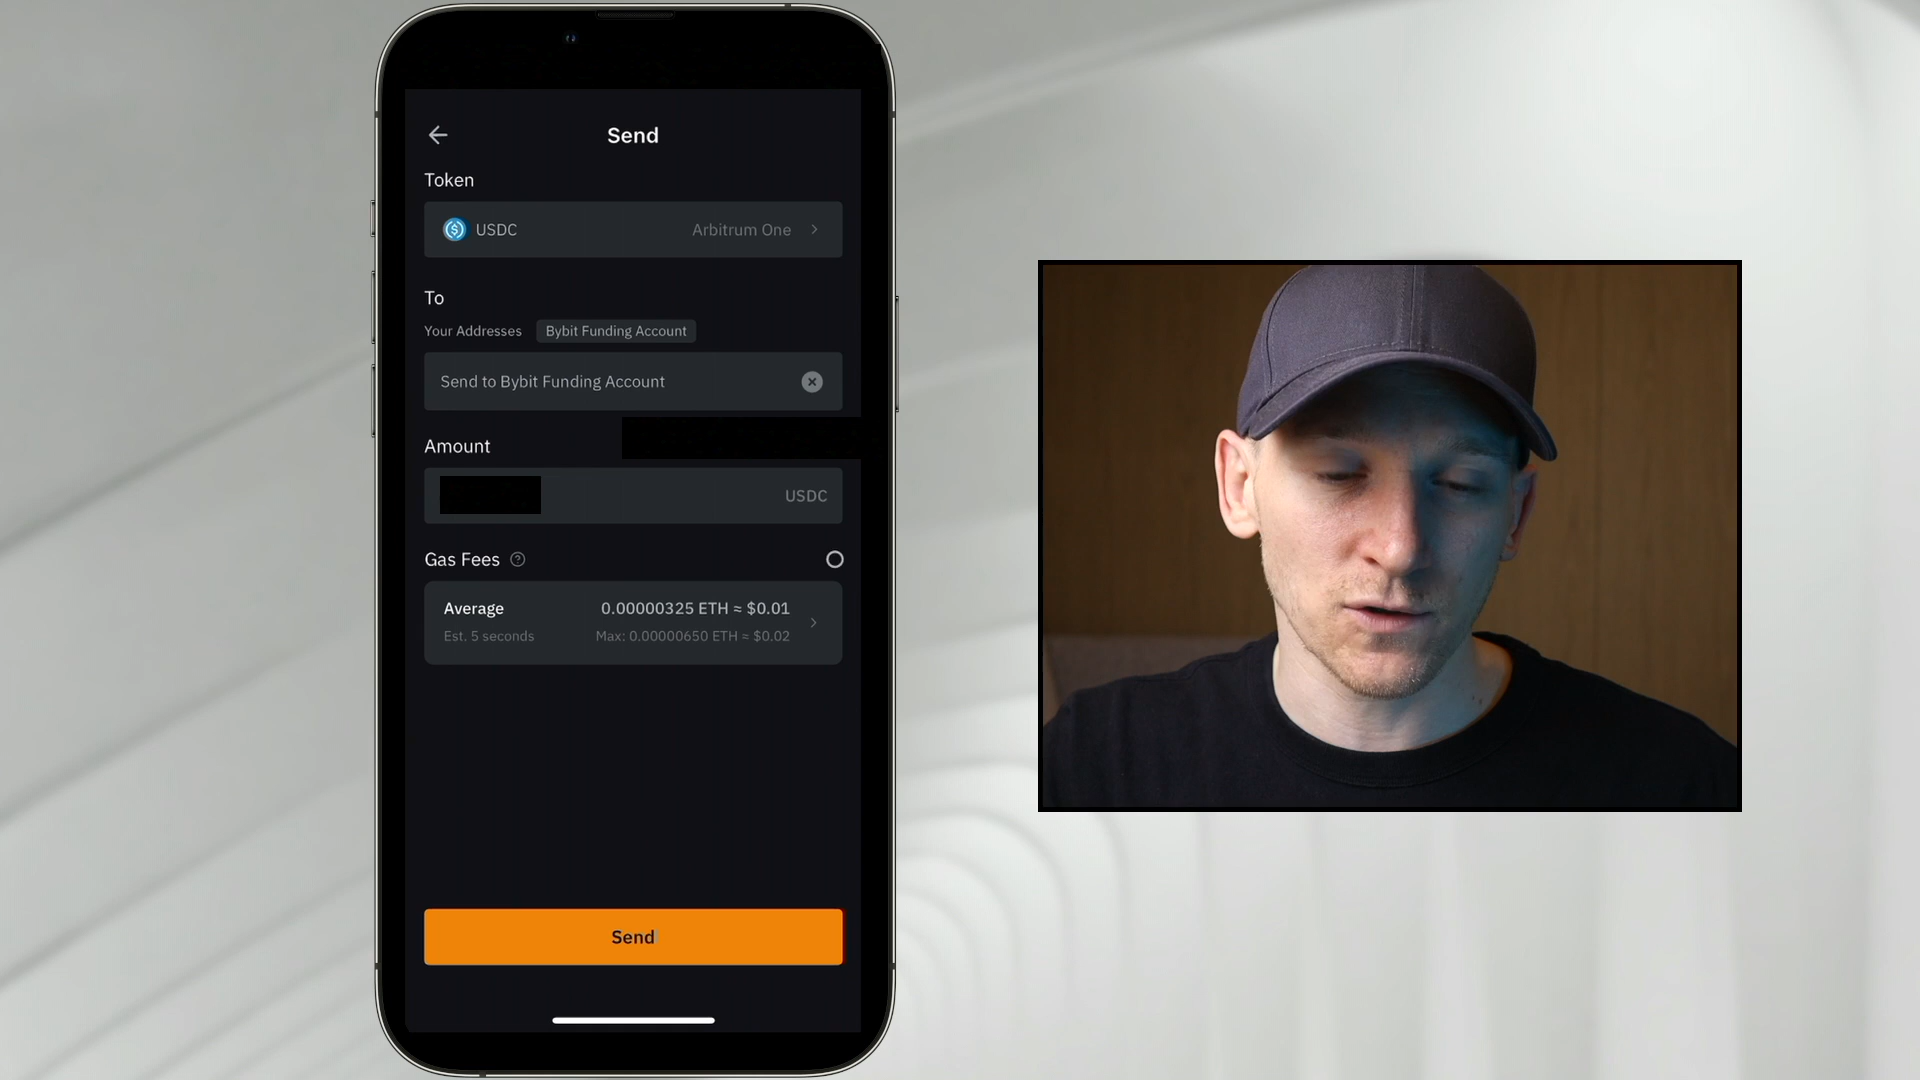 Send
Token
USDC Arbitrum One
To
Your Addresses Bybit Funding Account
Send to Bybit Funding Account
Amount
USDC
Gas Fees
Average 0.00000325 ETH ≈ $0.01
Est. 5 seconds Max: 0.00000650 ETH ≈ $0.02
Send